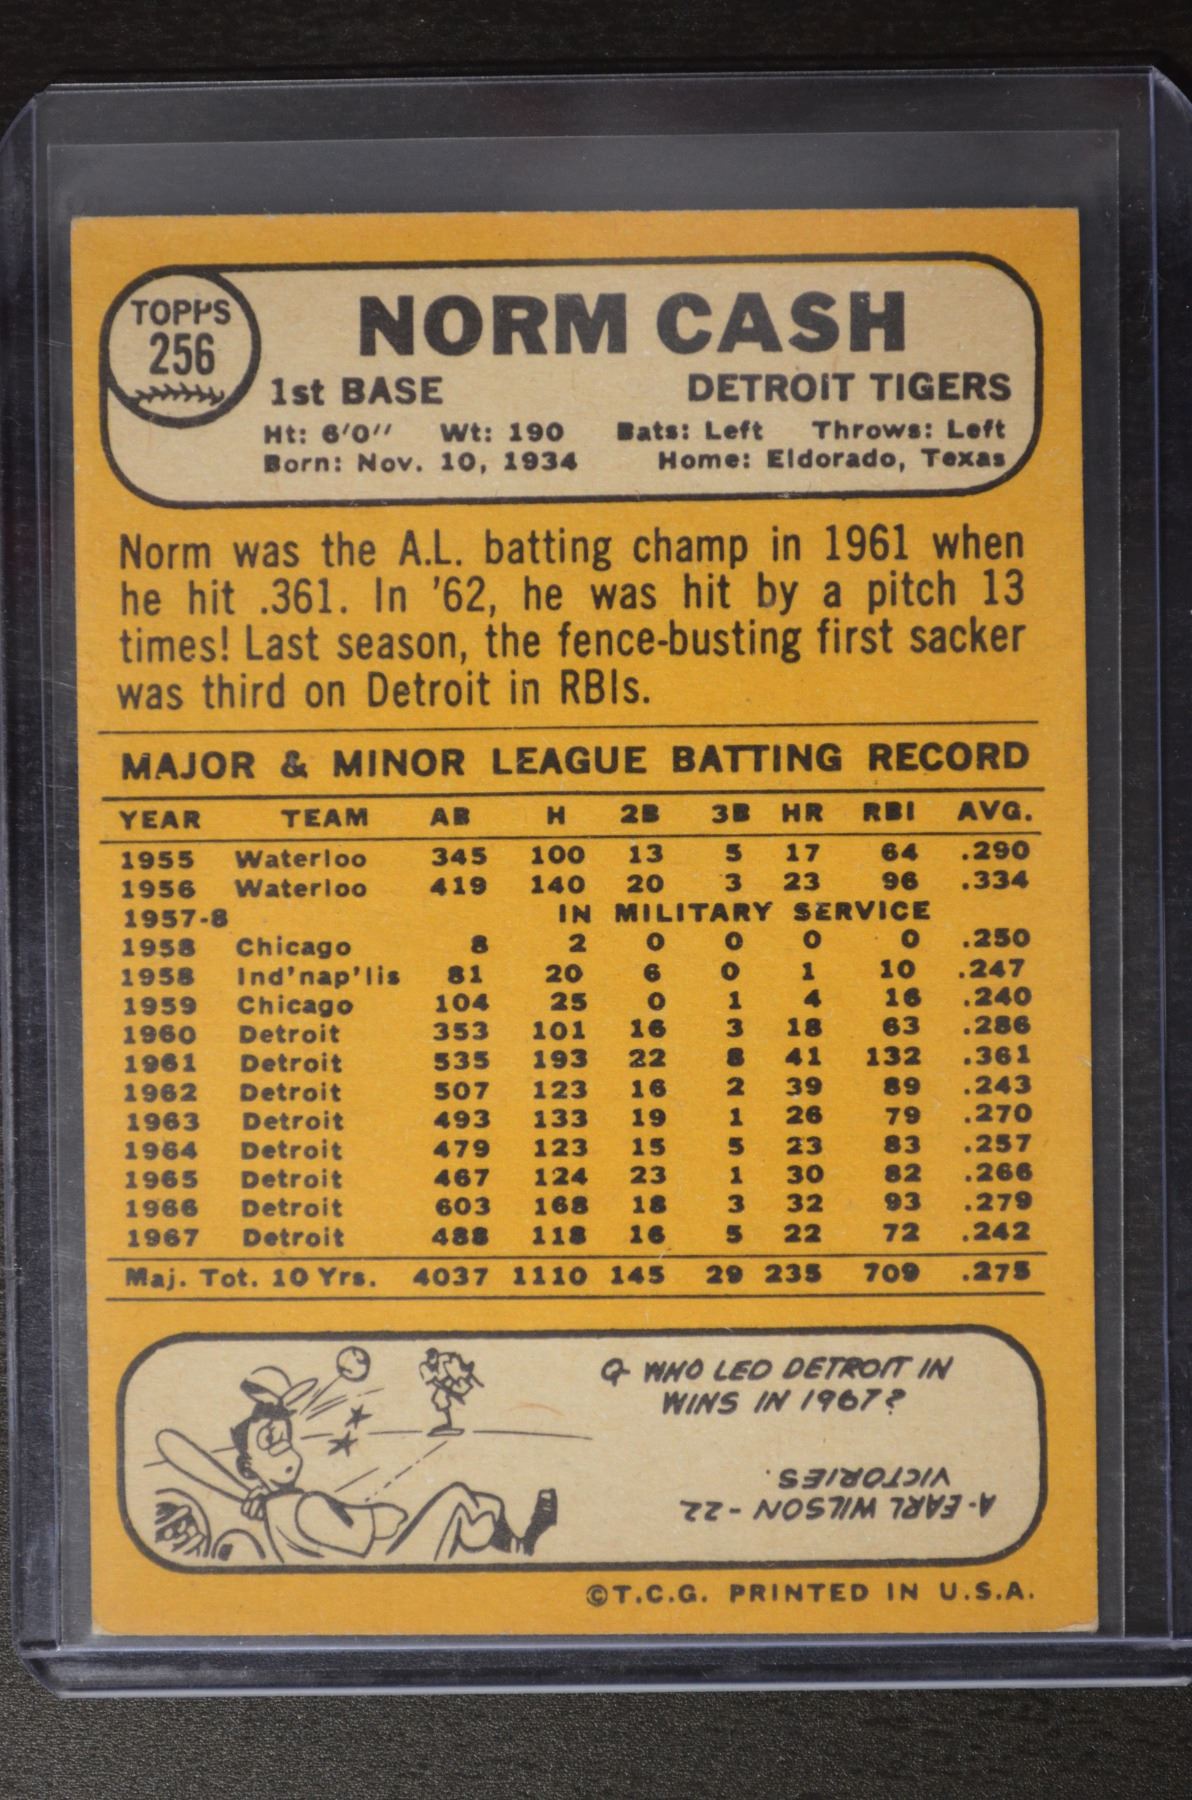 TOPPS
256
NORM CASH
1st BASE DETROIT TIGERS
Ht: 6'0" Wt: 190 Bats: Left Throws: Left
Born: Nov. 10, 1934 Home: Eldorado, Texas
Norm was the A.L. batting champ in 1961 when
he hit .361. In '62, he was hit by a pitch 13
times! Last season, the fence-busting first sacker
was third on Detroit in RBIs.
MAJOR & MINOR LEAGUE BATTING RECORD
YEAR TEAM AB H 2B 3B HR RBI AVG.
1955 Waterloo 345 100 13 5 17 64 .290
1956 Waterloo 419 140 20 3 23 96 .334
1957-8 IN MILITARY SERVICE
1958 Chicago 8 2 0 0 0 0 .250
1958 Ind'nap'lis 81 20 6 0 1 10 .247
1959 Chicago 104 25 0 1 4 16 .240
1960 Detroit 353 101 16 3 18 63 .286
1961 Detroit 535 193 22 8 41 132 .361
1962 Detroit 507 123 16 2 39 89 .243
1963 Detroit 493 133 19 1 26 79 .270
1964 Detroit 479 123 15 5 23 83 .257
1965 Detroit 467 124 23 1 30 82 .266
1966 Detroit 603 168 18 3 32 93 .279
1967 Detroit 488 118 16 5 22 72 .242
Maj. Tot. 10 Yrs. 4037 1110 145 29 235 709 .275
Q- WHO LED DETROIT IN
WINS IN 1967?
A-EARL WILSON-22
VICTORIES.
©T.C.G. PRINTED IN U.S.A.